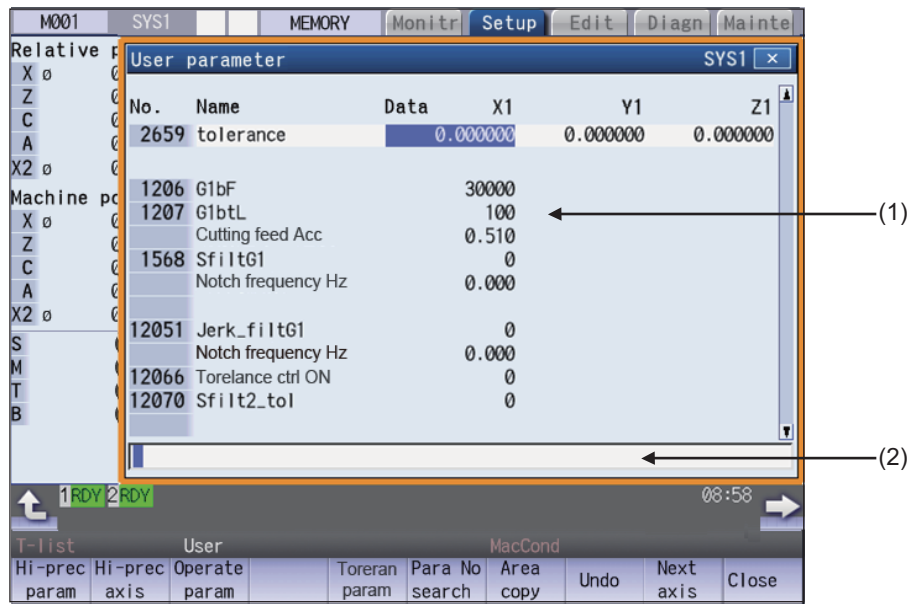 M001 SYS1 MEMORY Monitr Setup Edit Diagn Mainte
Relative
X ø
Z
C
A
X2 ø
Machine po
X ø
Z
C
A
X2 ø
S
M
T
B
User parameter SYS1 ×
No. Name Data X1 Y1 Z1
2659 tolerance 0.000000 0.000000 0.000000
1206 G1bF 30000
1207 G1btL 100
Cutting feed Acc 0.510
1568 SfiltG1 0
Notch frequency Hz 0.000
12051 Jerk_filtG1 0
Notch frequency Hz 0.000
12066 Torelance ctrl ON 0
12070 Sfilt2_tol 0
(1)
(2)
1RDY 2RDY 08:58
T-list User MacCond
Hi-prec param
Hi-prec axis
Operate param
Toreran param
Para No search
Area copy
Undo
Next axis
Close